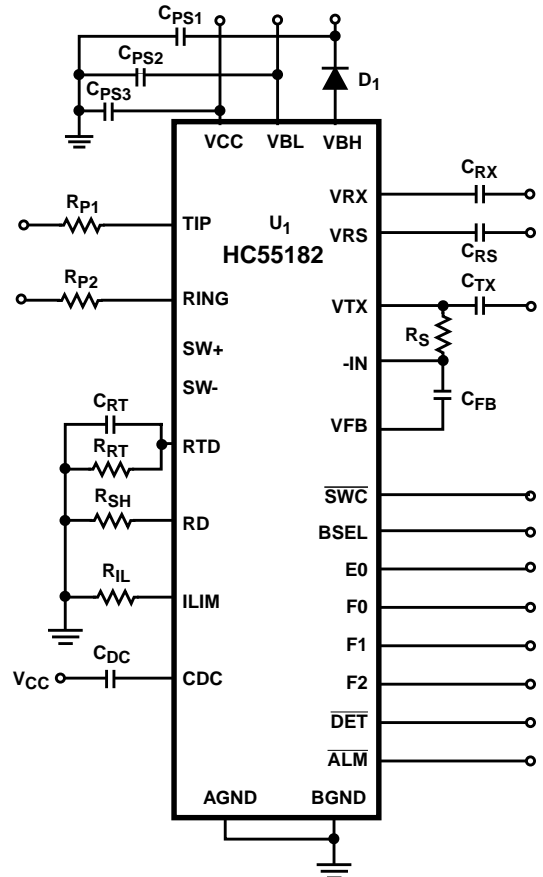 CPS1
CPS2
CPS3
D1
VCC VBL VBH
U1
HC55182
RP1
TIP
RP2
RING
SW+
SW-
CRT
RTD
RRT
RSH
RD
RIL
ILIM
VCC
CDC
CDC
VRX
CRX
VRS
CRS
VTX
CTX
RS
-IN
CFB
VFB
SWC
BSEL
E0
F0
F1
F2
DET
ALM
AGND BGND